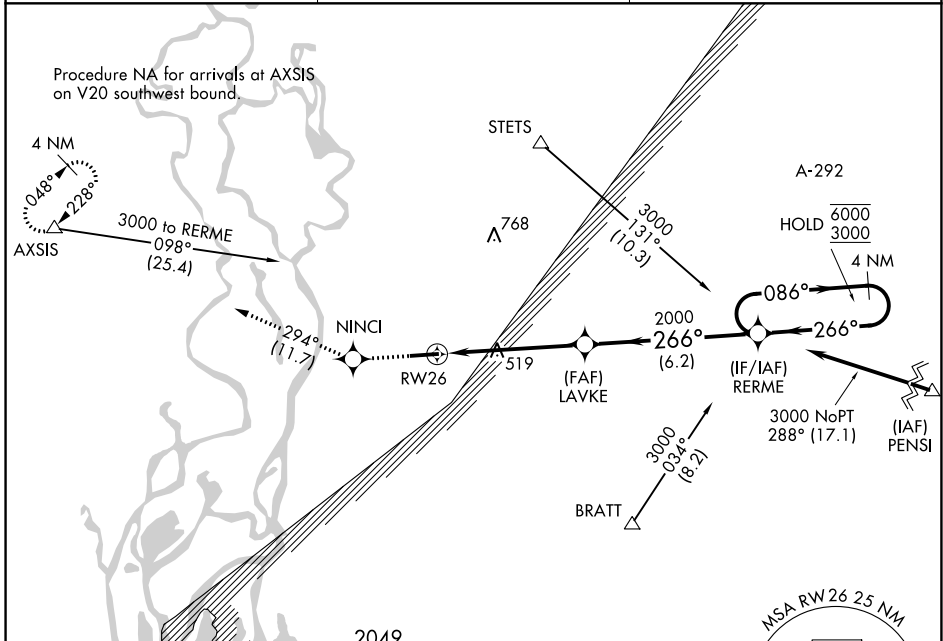 Procedure NA for arrivals at AXSIS
on V20 southwest bound.
4 NM
048°
228°
AXSIS
3000 to RERME
098°
(25.4)
STETS
768
3000
131°
(10.3)
A-292
HOLD
6000
3000
4 NM
086°
266°
294°
(11.7)
NINCI
RW26
519
2000
266°
(6.2)
(FAF)
LAVKE
(IF/IAF)
RERME
3000 NoPT
288° (17.1)
(IAF)
PENSI
3000
034°
(8.2)
BRATT
MSA RW26 25 NM
2049